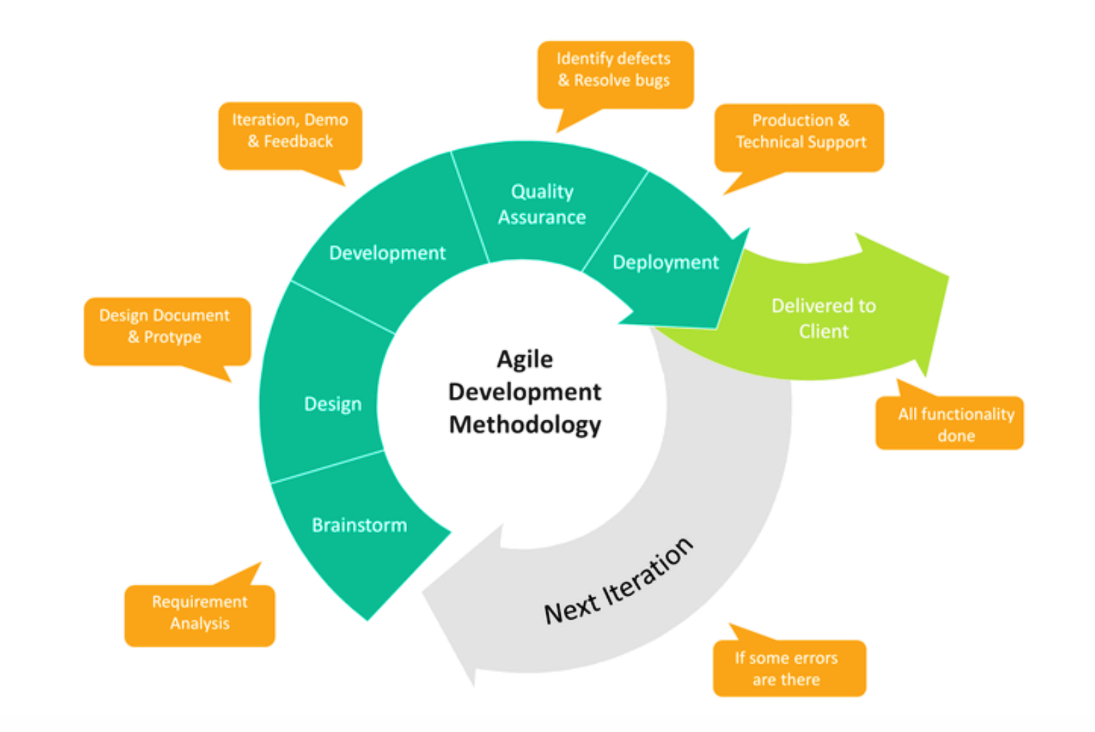 Identify defects
& Resolve bugs
Iteration, Demo
& Feedback
Production &
Technical Support
Quality
Assurance
Development
Deployment
Delivered to
Client
Design Document
& Protype
Agile
Development
Methodology
Design
All functionality
done
Brainstorm
Next Iteration
Requirement
Analysis
If some errors
are there